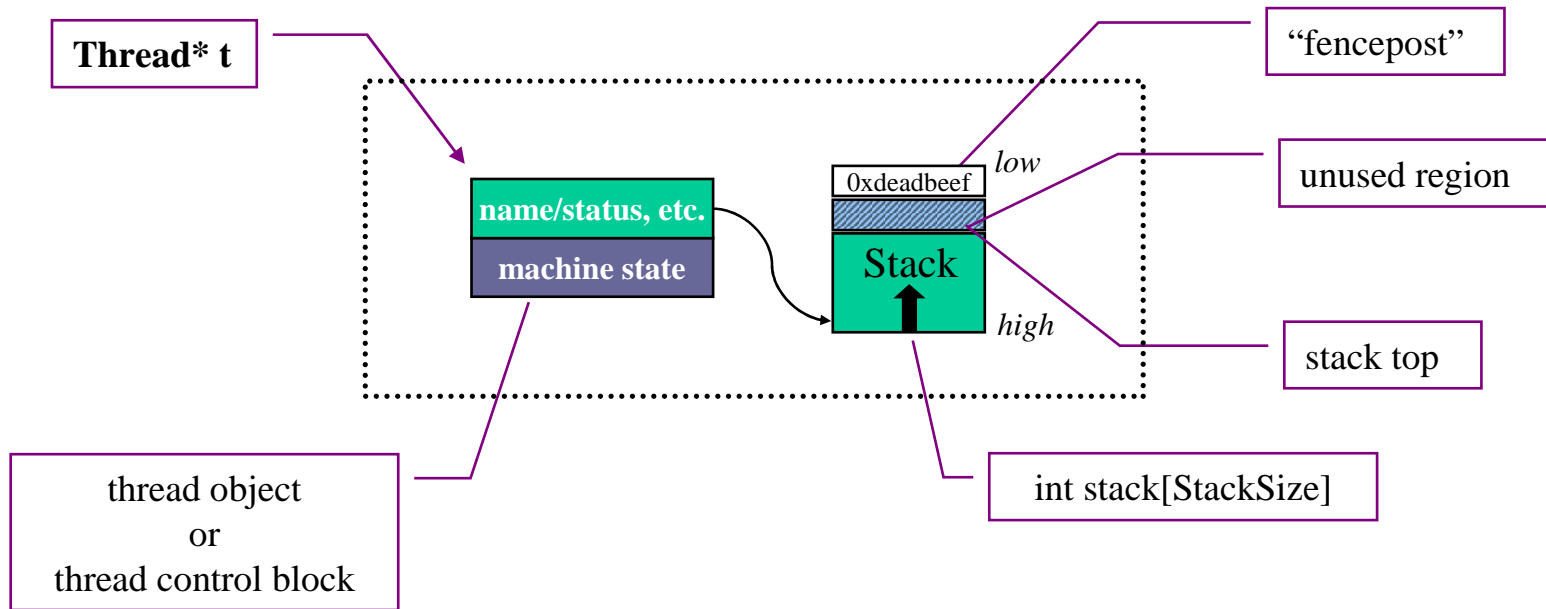 Thread* t
“fencepost”
low
0xdeadbeef
unused region
name/status, etc.
Stack
machine state
high
stack top
thread object
or
thread control block
int stack[StackSize]